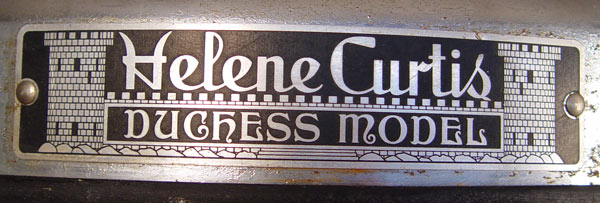 Helene Curtis
DUCHESS MODEL